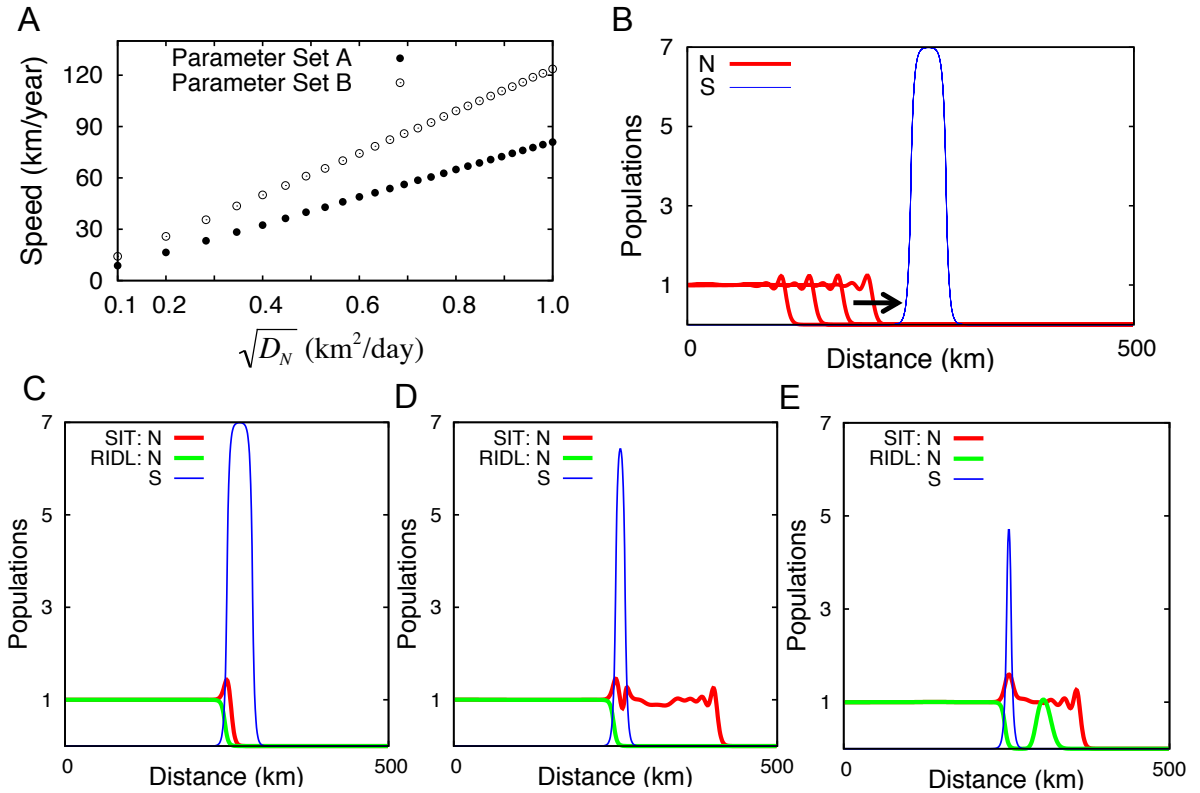 A
Parameter Set A
Parameter Set B
Speed (km/year)
120
90
60
30
0
0.1 0.2 0.4 0.6 0.8 1.0
√D_N (km²/day)
B
N
S
Populations
7
5
3
1
0 500
Distance (km)
C
SIT: N
RIDL: N
S
Populations
7
5
3
1
0 500
Distance (km)
D
SIT: N
RIDL: N
S
Populations
7
5
3
1
0 500
Distance (km)
E
SIT: N
RIDL: N
S
Populations
7
5
3
1
0 500
Distance (km)